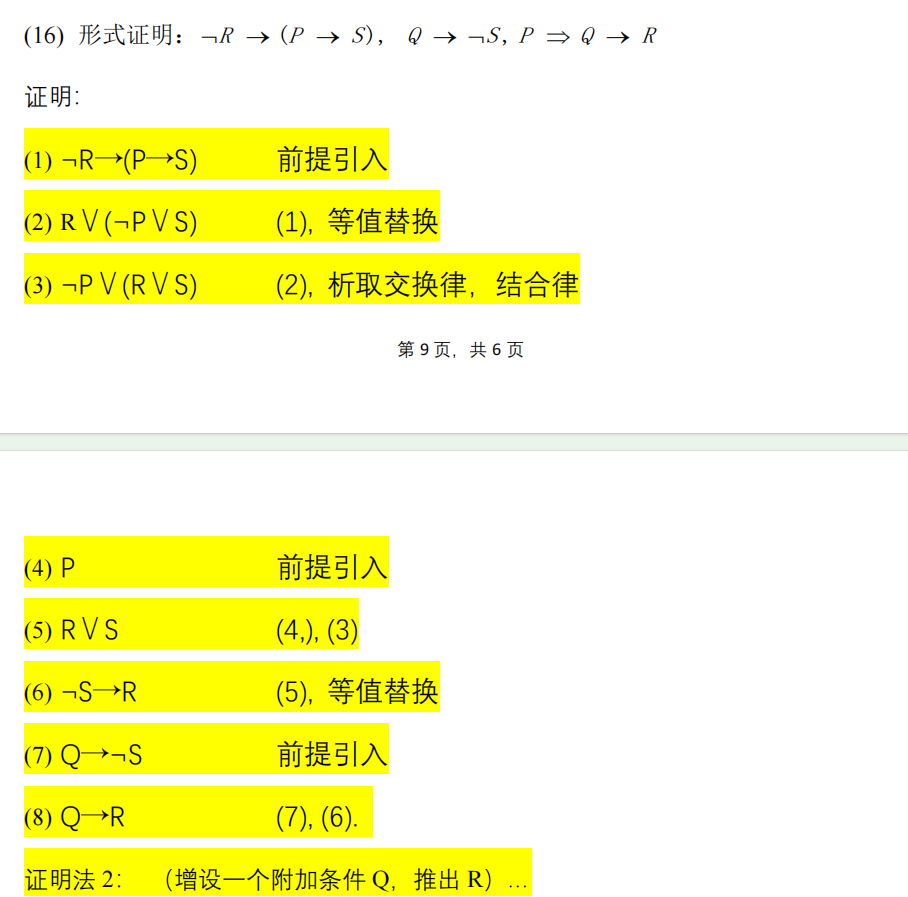 (16) 形式证明：¬R → (P → S)， Q → ¬S, P ⇒ Q → R
证明:
(1) ¬R→(P→S) 前提引入
(2) R∨(¬P∨S) (1), 等值替换
(3) ¬P∨(R∨S) (2), 析取交换律，结合律
第 9 页，共 6 页
(4) P 前提引入
(5) R∨S (4,), (3)
(6) ¬S→R (5), 等值替换
(7) Q→¬S 前提引入
(8) Q→R (7), (6).
证明法 2： （增设一个附加条件 Q，推出 R）…